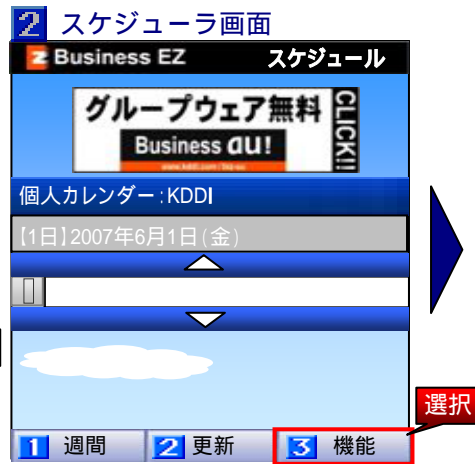 2 スケジューラ画面
Business EZ スケジュール
グループウェア無料 CLICK!!
Business au!
個人カレンダー:KDDI
【1日】2007年6月1日(金)
選択
1 週間 2 更新 3 機能